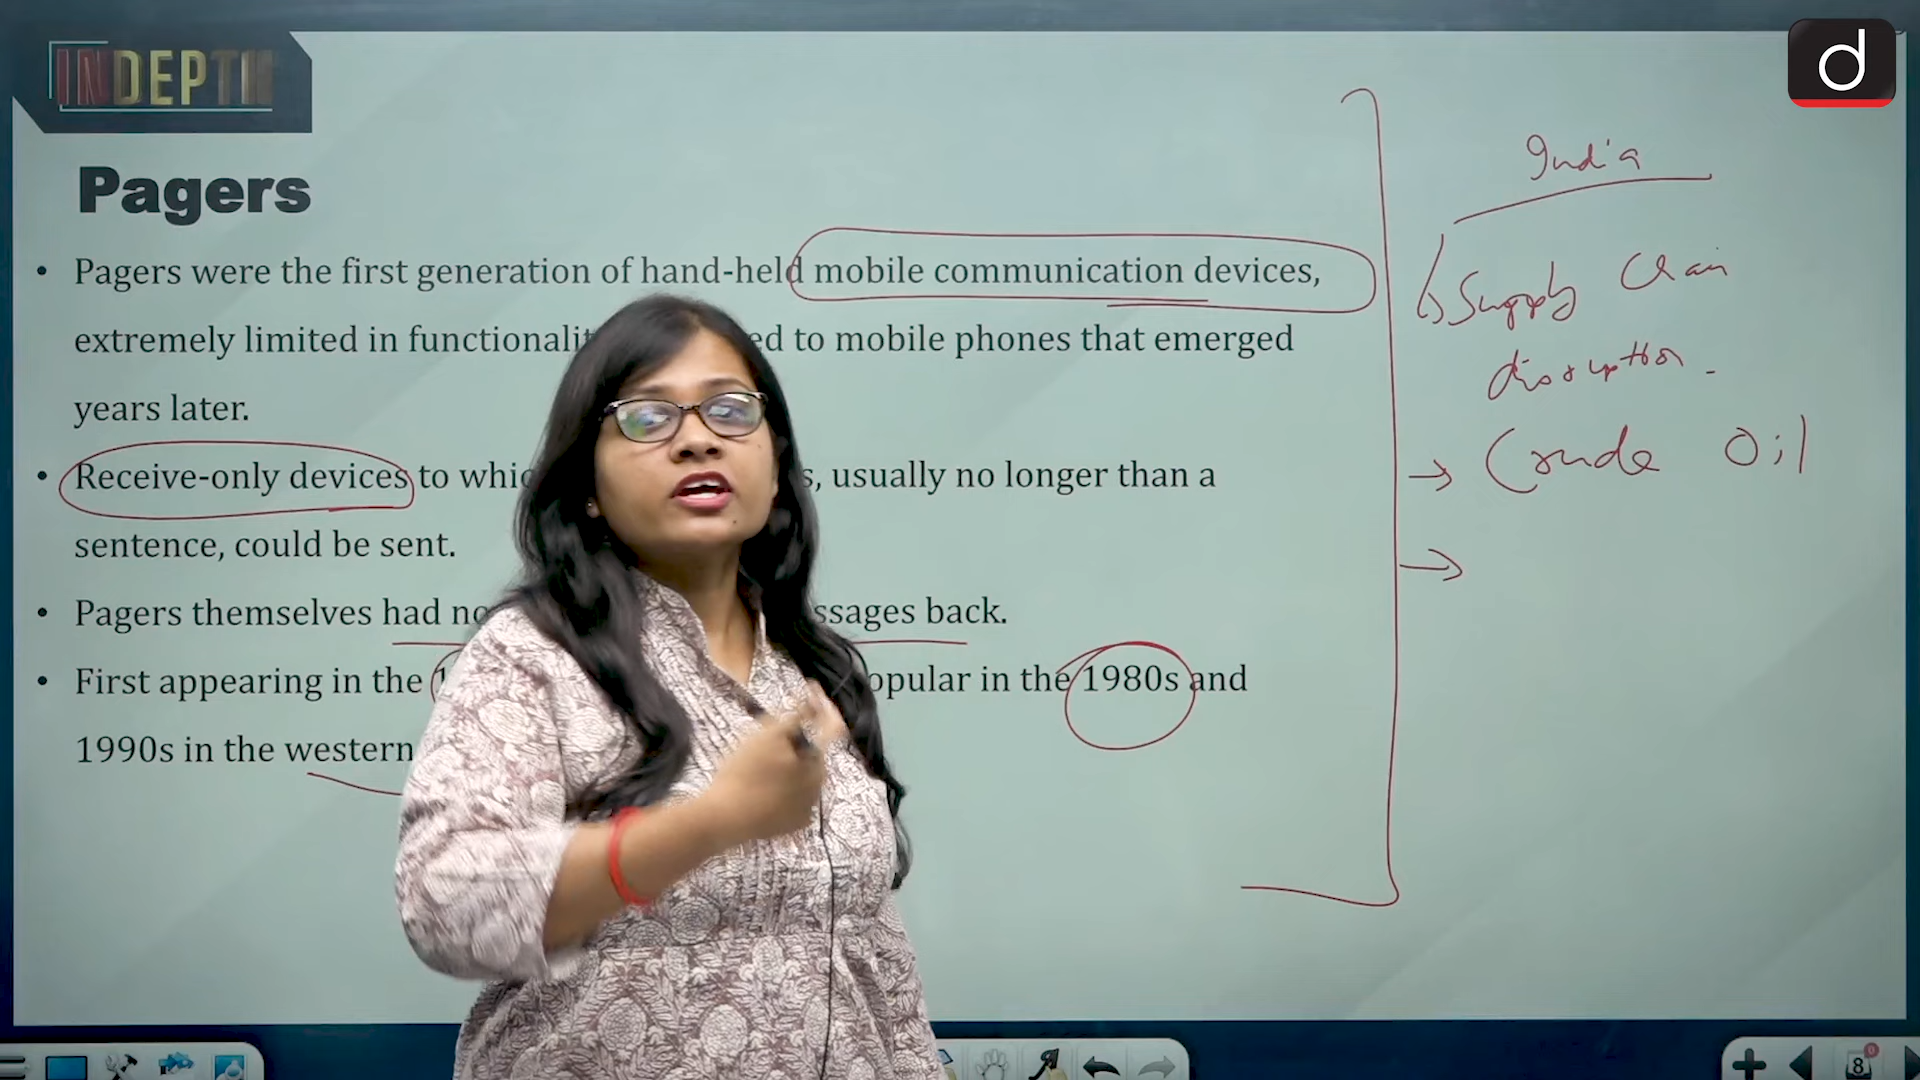 INDEPTH
d
Pagers
• Pagers were the first generation of hand-held mobile communication devices,
extremely limited in functionalit ed to mobile phones that emerged
years later.
• Receive-only devices to whic s, usually no longer than a
sentence, could be sent.
• Pagers themselves had no ssages back.
• First appearing in the opular in the 1980s and
1990s in the western
India
Supply Chain
disruption
→ Crude Oil
→
8